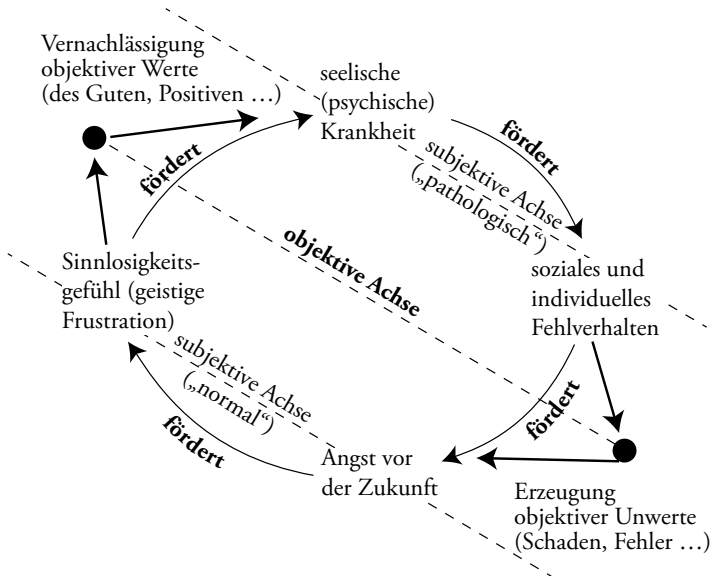 Vernachlässigung
objektiver Werte
(des Guten, Positiven …)
seelische
(psychische)
Krankheit
fördert
subjektive Achse
(„pathologisch“)
fördert
objektive Achse
Sinnlosigkeits-
gefühl (geistige
Frustration)
soziales und
individuelles
Fehlverhalten
subjektive Achse
(„normal“)
fördert
fördert
Angst vor
der Zukunft
Erzeugung
objektiver Unwerte
(Schaden, Fehler …)